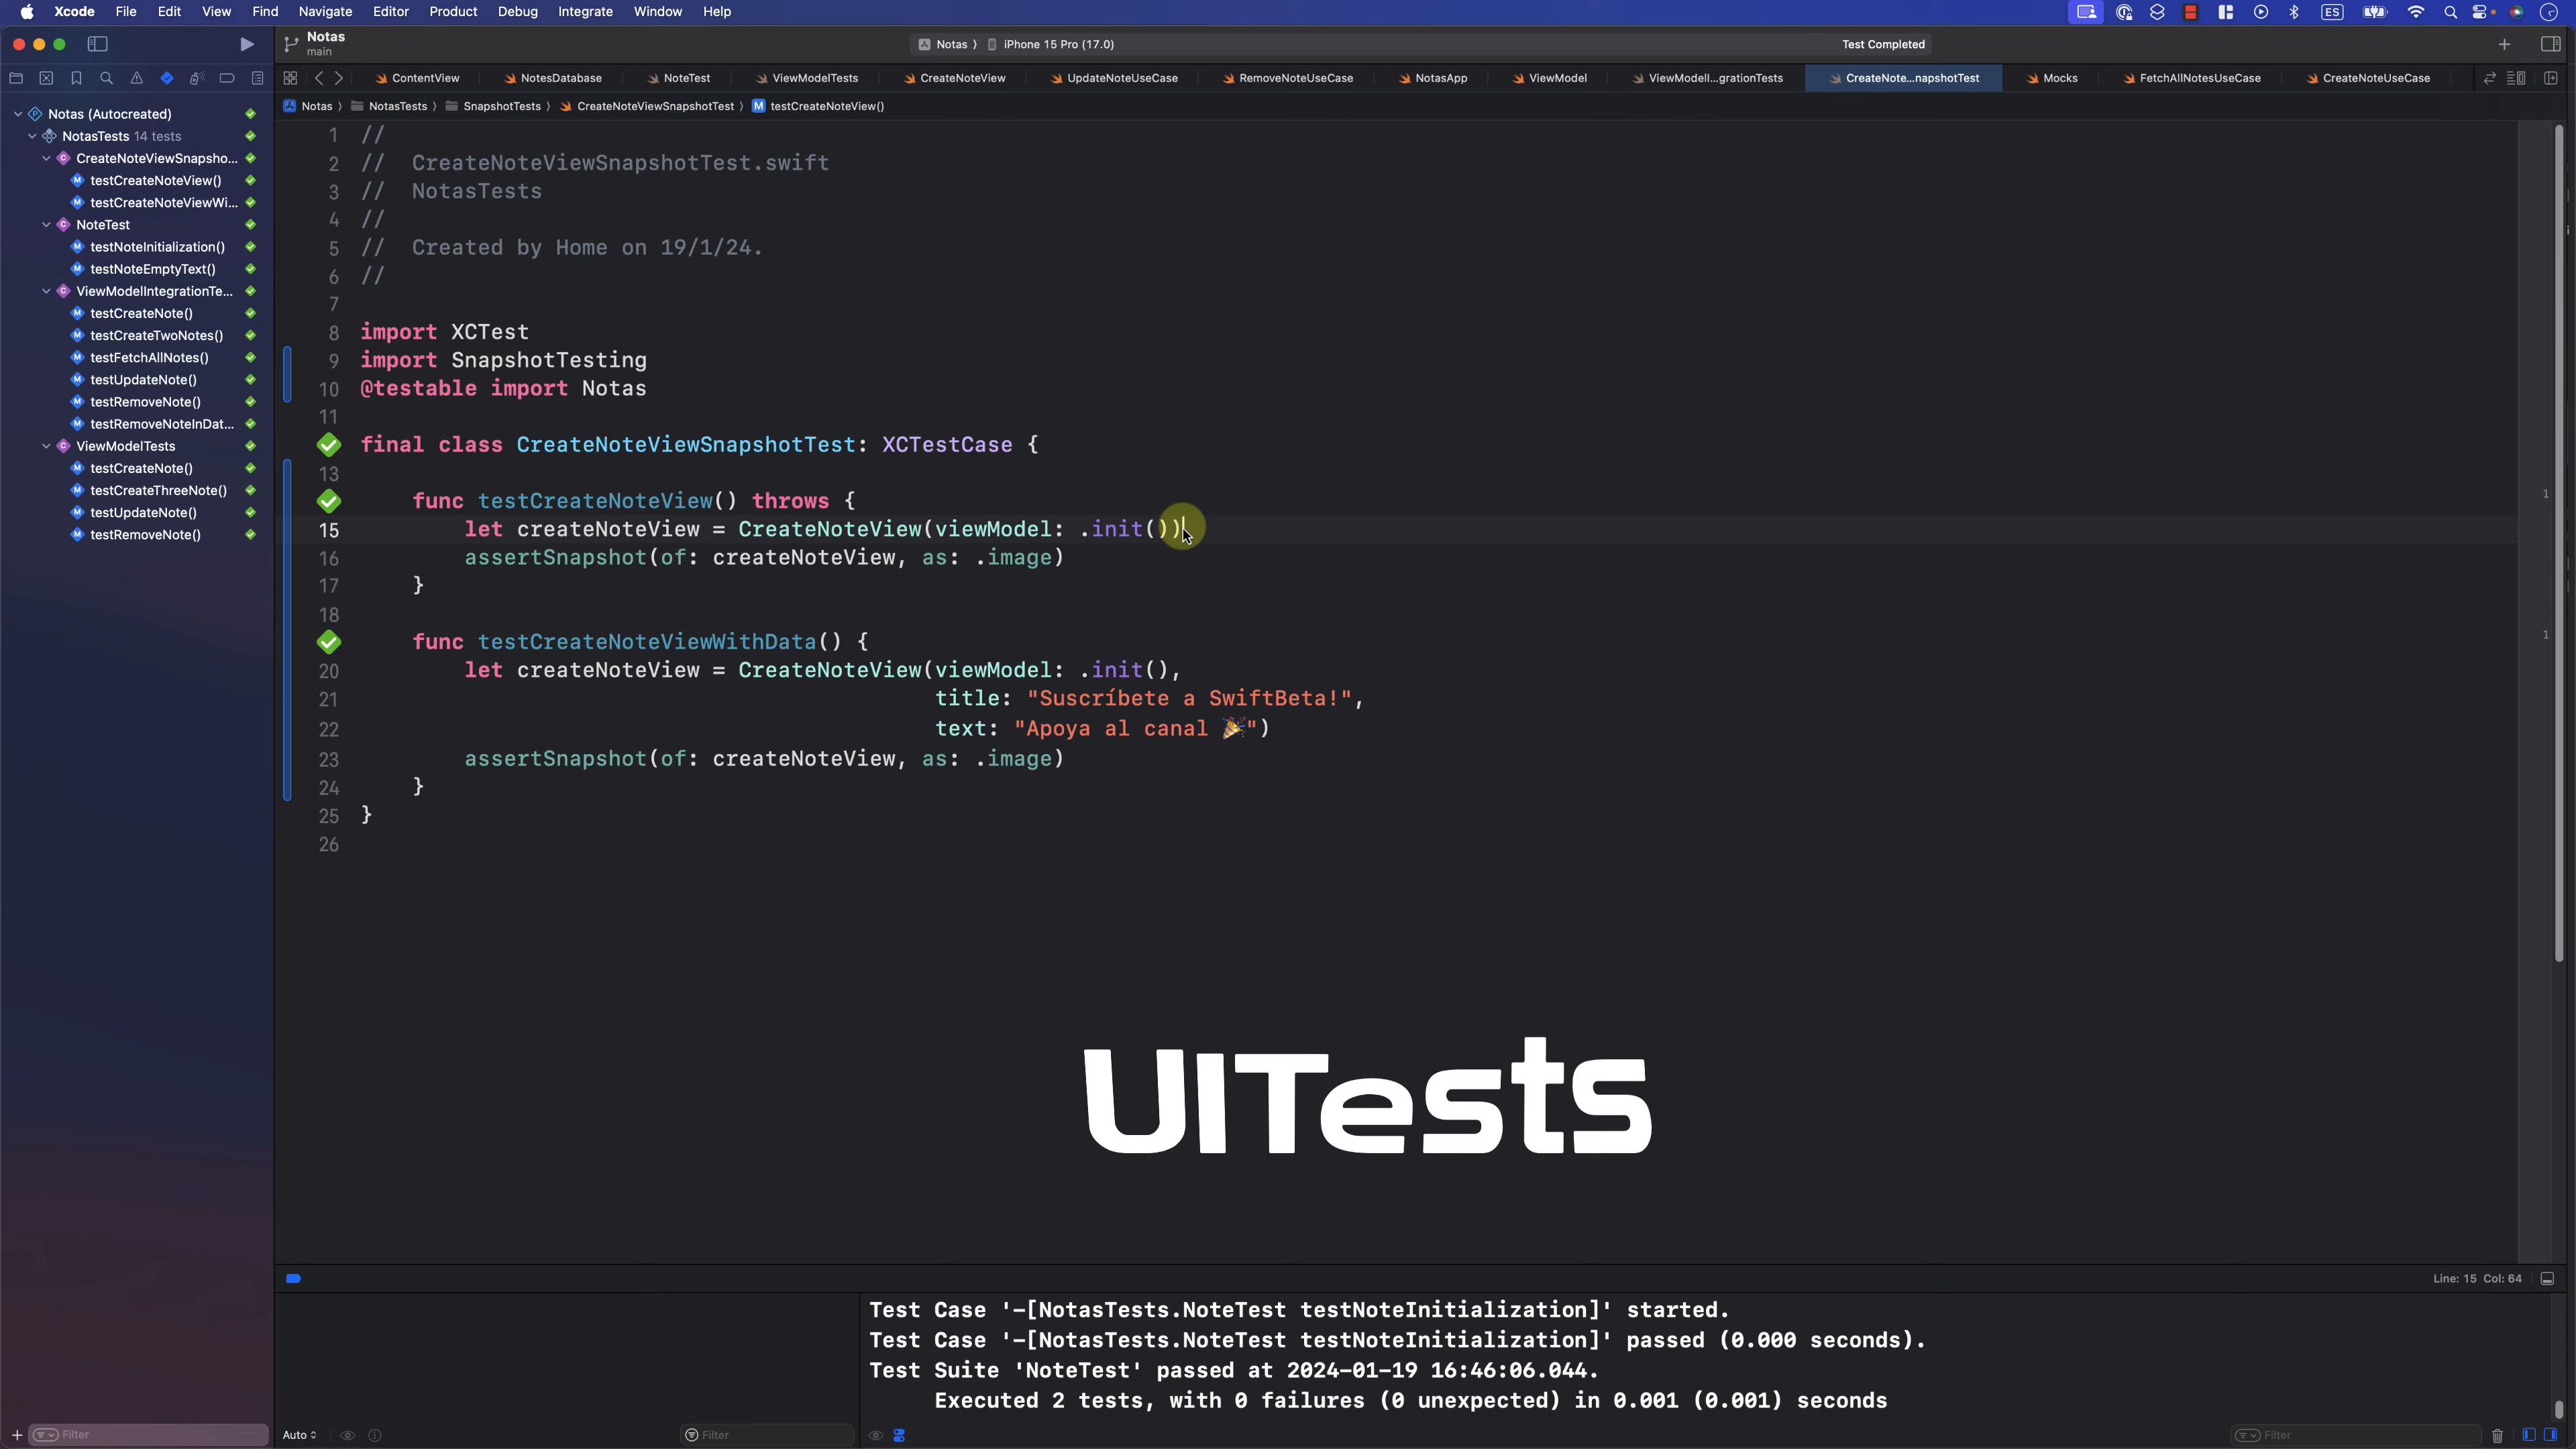 Xcode File Edit View Find Navigate Editor Product Debug Integrate Window Help ES
Notas
main
Notas ⟩ iPhone 15 Pro (17.0) Test Completed
ContentView NotesDatabase NoteTest ViewModelTests CreateNoteView UpdateNoteUseCase RemoveNoteUseCase NotasApp ViewModel ViewModelI...grationTests CreateNote...napshotTest Mocks FetchAllNotesUseCase CreateNoteUseCase
Notas ⟩ NotasTests ⟩ SnapshotTests ⟩ CreateNoteViewSnapshotTest ⟩ M testCreateNoteView()
Notas (Autocreated)
NotasTests 14 tests
C CreateNoteViewSnapsho...
M testCreateNoteView()
M testCreateNoteViewWi...
C NoteTest
M testNoteInitialization()
M testNoteEmptyText()
C ViewModelIntegrationTe...
M testCreateNote()
M testCreateTwoNotes()
M testFetchAllNotes()
M testUpdateNote()
M testRemoveNote()
M testRemoveNoteInDat...
C ViewModelTests
M testCreateNote()
M testCreateThreeNote()
M testUpdateNote()
M testRemoveNote()
1 //
2 // CreateNoteViewSnapshotTest.swift
3 // NotasTests
4 //
5 // Created by Home on 19/1/24.
6 //
7
8 import XCTest
9 import SnapshotTesting
10 @testable import Notas
11
final class CreateNoteViewSnapshotTest: XCTestCase {
13
func testCreateNoteView() throws {
15 let createNoteView = CreateNoteView(viewModel: .init())
16 assertSnapshot(of: createNoteView, as: .image)
17 }
18
func testCreateNoteViewWithData() {
20 let createNoteView = CreateNoteView(viewModel: .init(),
21 title: "Suscríbete a SwiftBeta!",
22 text: "Apoya al canal 🎉")
23 assertSnapshot(of: createNoteView, as: .image)
24 }
25 }
26
1
1
UITests
Line: 15 Col: 64
Test Case '-[NotasTests.NoteTest testNoteInitialization]' started.
Test Case '-[NotasTests.NoteTest testNoteInitialization]' passed (0.000 seconds).
Test Suite 'NoteTest' passed at 2024-01-19 16:46:06.044.
Executed 2 tests, with 0 failures (0 unexpected) in 0.001 (0.001) seconds
Filter Auto Filter Filter